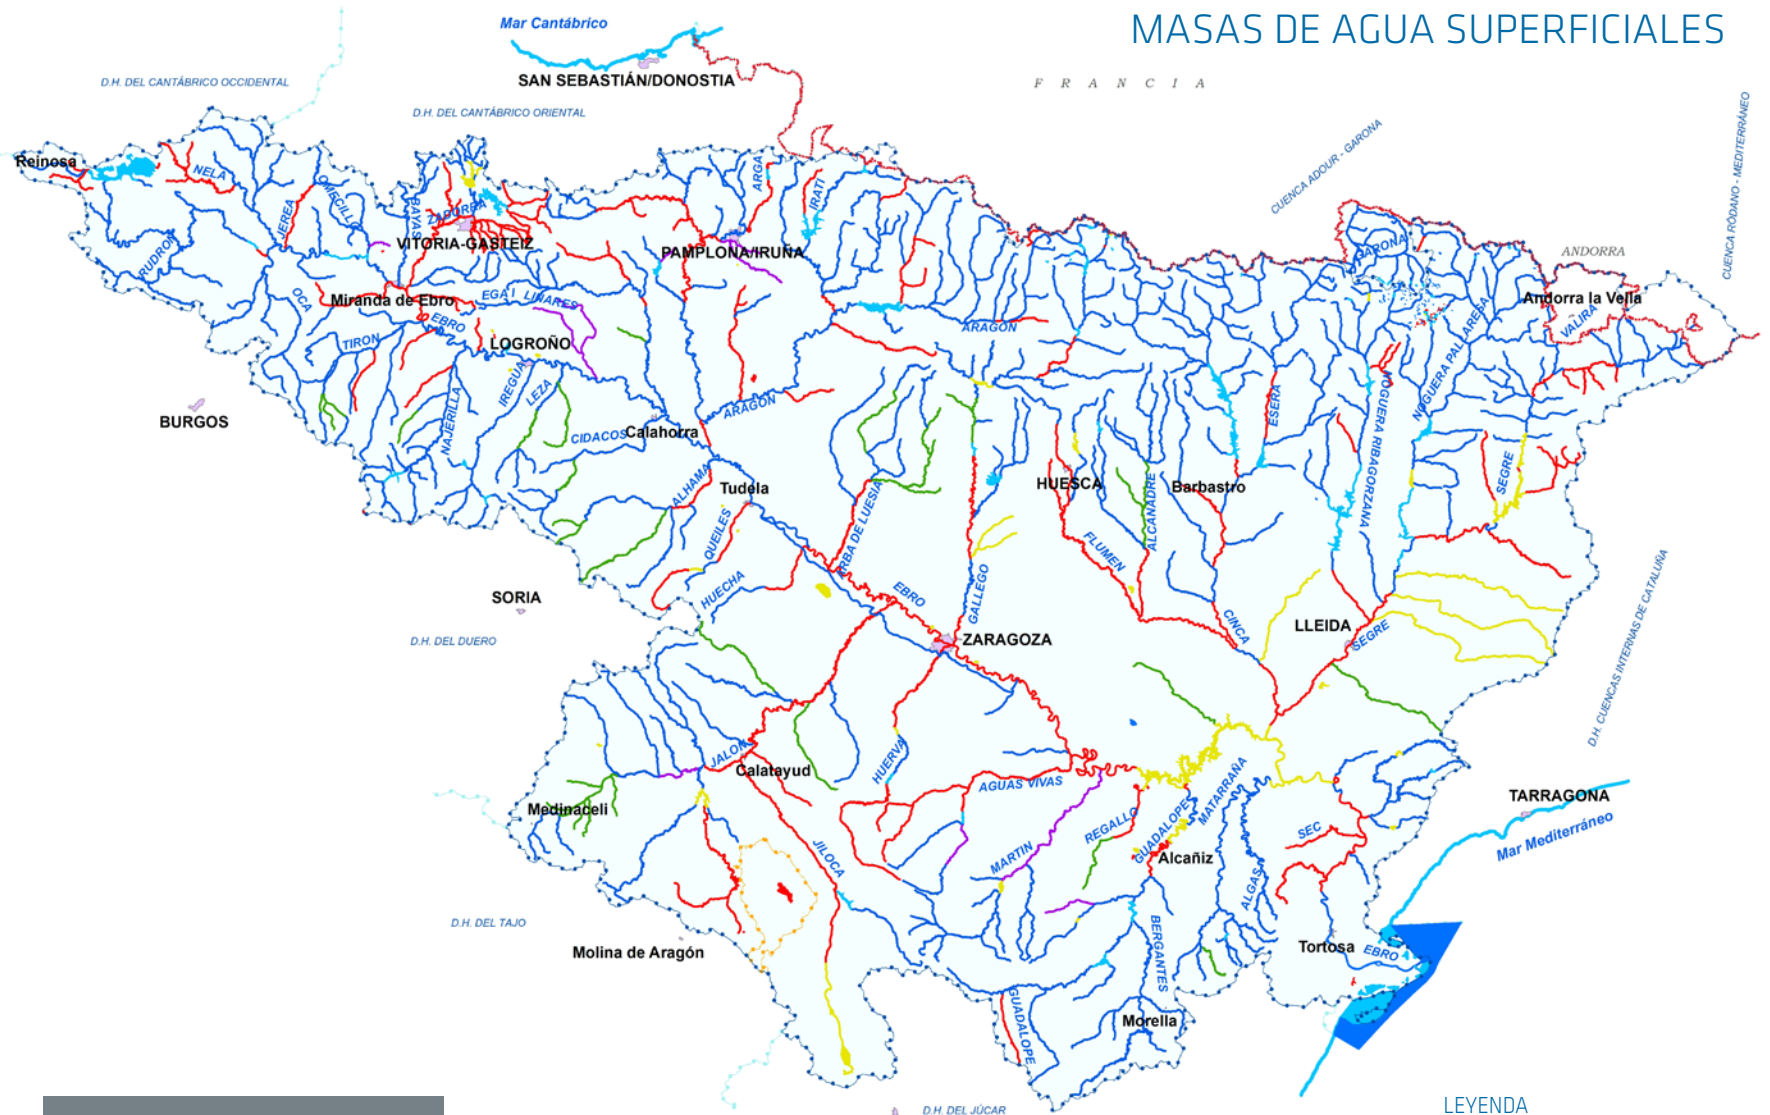 MASAS DE AGUA SUPERFICIALES
Mar Cantábrico
SAN SEBASTIÁN/DONOSTIA
D.H. DEL CANTÁBRICO OCCIDENTAL
D.H. DEL CANTÁBRICO ORIENTAL
FRANCIA
CUENCA ADOUR - GARONA
CUENCA RÓDANO - MEDITERRÁNEO
Reinosa
NELA
OMECILLO
JEREA
BAYAS
ZADORRA
VITORIA-GASTEIZ
ARGA
IRATI
PAMPLONA/IRUÑA
RUDRON
GARONA
ANDORRA
Andorra la Vella
VALIRA
OCA
Miranda de Ebro
EGA I
LINARES
EBRO
TIRON
LOGROÑO
ARAGÓN
NOGUERA PALLARESA
NOGUERA RIBAGORZANA
ESERA
IREGUA
LEZA
NAJERILLA
CIDACOS
Calahorra
ARAGÓN
BURGOS
ALHAMA
Tudela
ARBA DE LUESIA
HUESCA
ALCANADRE
Barbastro
SEGRE
QUEILES
HUECHA
FLUMEN
GALLEGO
EBRO
SORIA
D.H. DEL DUERO
ZARAGOZA
CINCA
LLEIDA
SEGRE
D.H. CUENCAS INTERNAS DE CATALUÑA
JALON
Calatayud
HUERVA
AGUAS VIVAS
MATARRAÑA
Medinaceli
REGALLO
GUADALOPE
TARRAGONA
Mar Mediterráneo
SEC
JILOCA
MARTIN
Alcañiz
ALGAS
D.H. DEL TAJO
Molina de Aragón
BERGANTES
Tortosa
EBRO
GUADALOPE
Morella
D.H. DEL JÚCAR
LEYENDA